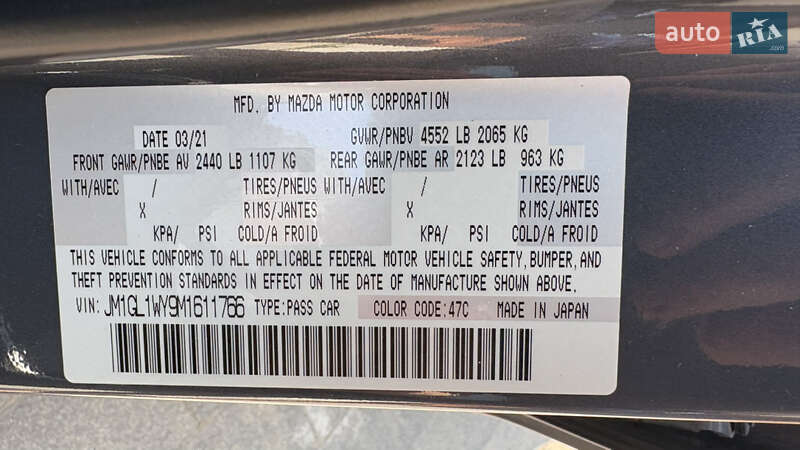 auto RIA.com
MFD. BY MAZDA MOTOR CORPORATION
DATE 03/21 GVWR/PNBV 4552 LB 2065 KG
FRONT GAWR/PNBE AV 2440 LB 1107 KG REAR GAWR/PNBE AR 2123 LB 963 KG
WITH/AVEC / TIRES/PNEUS WITH/AVEC / TIRES/PNEUS
X RIMS/JANTES X RIMS/JANTES
KPA/ PSI COLD/A FROID KPA/ PSI COLD/A FROID
THIS VEHICLE CONFORMS TO ALL APPLICABLE FEDERAL MOTOR VEHICLE SAFETY, BUMPER, AND
THEFT PREVENTION STANDARDS IN EFFECT ON THE DATE OF MANUFACTURE SHOWN ABOVE.
VIN: JM1GL1WY9M1611766 TYPE:PASS CAR COLOR CODE:47C MADE IN JAPAN